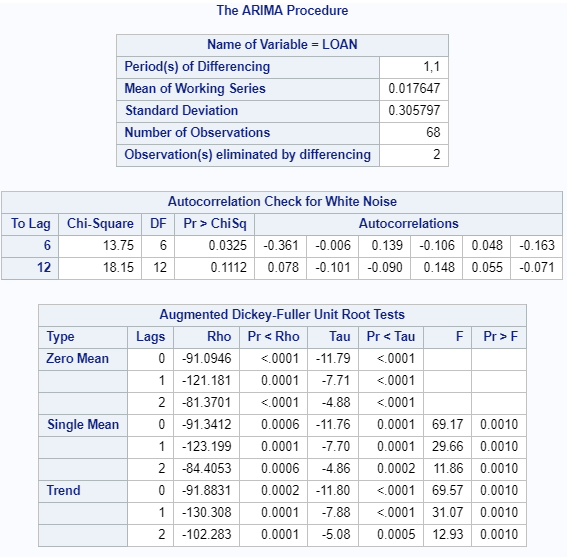 The ARIMA Procedure
Name of Variable = LOAN
Period(s) of Differencing 1,1
Mean of Working Series 0.017647
Standard Deviation 0.305797
Number of Observations 68
Observation(s) eliminated by differencing 2
Autocorrelation Check for White Noise
To Lag Chi-Square DF Pr > ChiSq Autocorrelations
6 13.75 6 0.0325 -0.361 -0.006 0.139 -0.106 0.048 -0.163
12 18.15 12 0.1112 0.078 -0.101 -0.090 0.148 0.055 -0.071
Augmented Dickey-Fuller Unit Root Tests
Type Lags Rho Pr < Rho Tau Pr < Tau F Pr > F
Zero Mean 0 -91.0946 <.0001 -11.79 <.0001
1 -121.181 0.0001 -7.71 <.0001
2 -81.3701 <.0001 -4.88 <.0001
Single Mean 0 -91.3412 0.0006 -11.76 0.0001 69.17 0.0010
1 -123.199 0.0001 -7.70 0.0001 29.66 0.0010
2 -84.4053 0.0006 -4.86 0.0002 11.86 0.0010
Trend 0 -91.8831 0.0002 -11.80 <.0001 69.57 0.0010
1 -130.308 0.0001 -7.88 <.0001 31.07 0.0010
2 -102.283 0.0001 -5.08 0.0005 12.93 0.0010